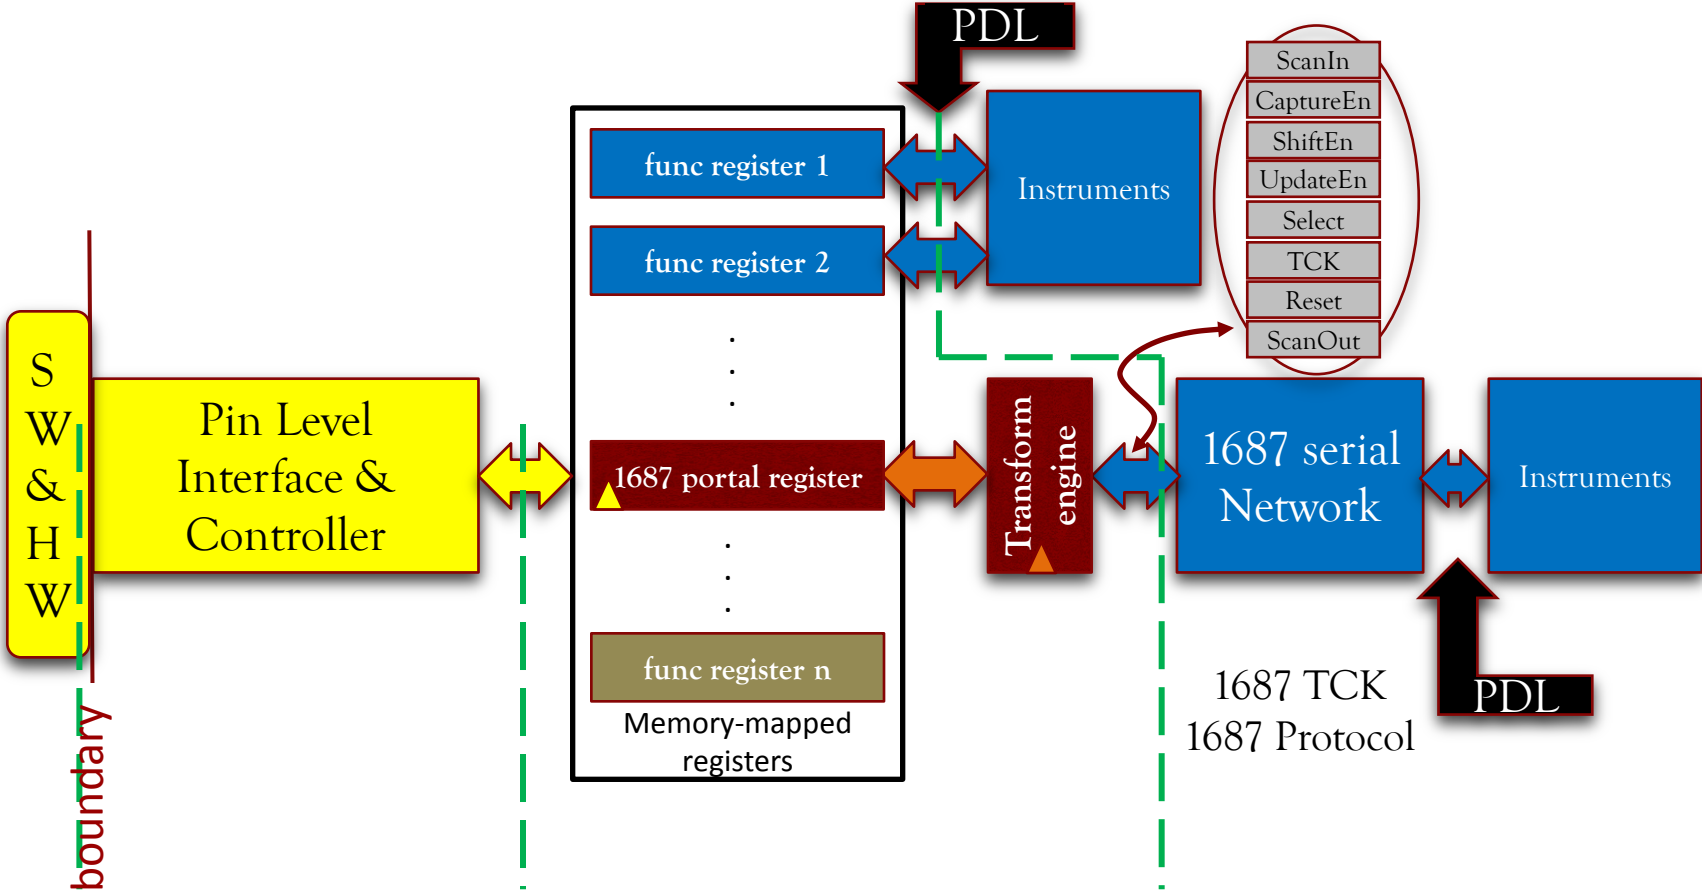 PDL
ScanIn
CaptureEn
ShiftEn
UpdateEn
Select
TCK
Reset
ScanOut
func register 1
func register 2
Instruments
.
.
.
S
W
&
H
W
Pin Level
Interface &
Controller
1687 portal register
Transform
engine
1687 serial
Network
Instruments
.
.
.
func register n
Memory-mapped
registers
1687 TCK
1687 Protocol
PDL
boundary